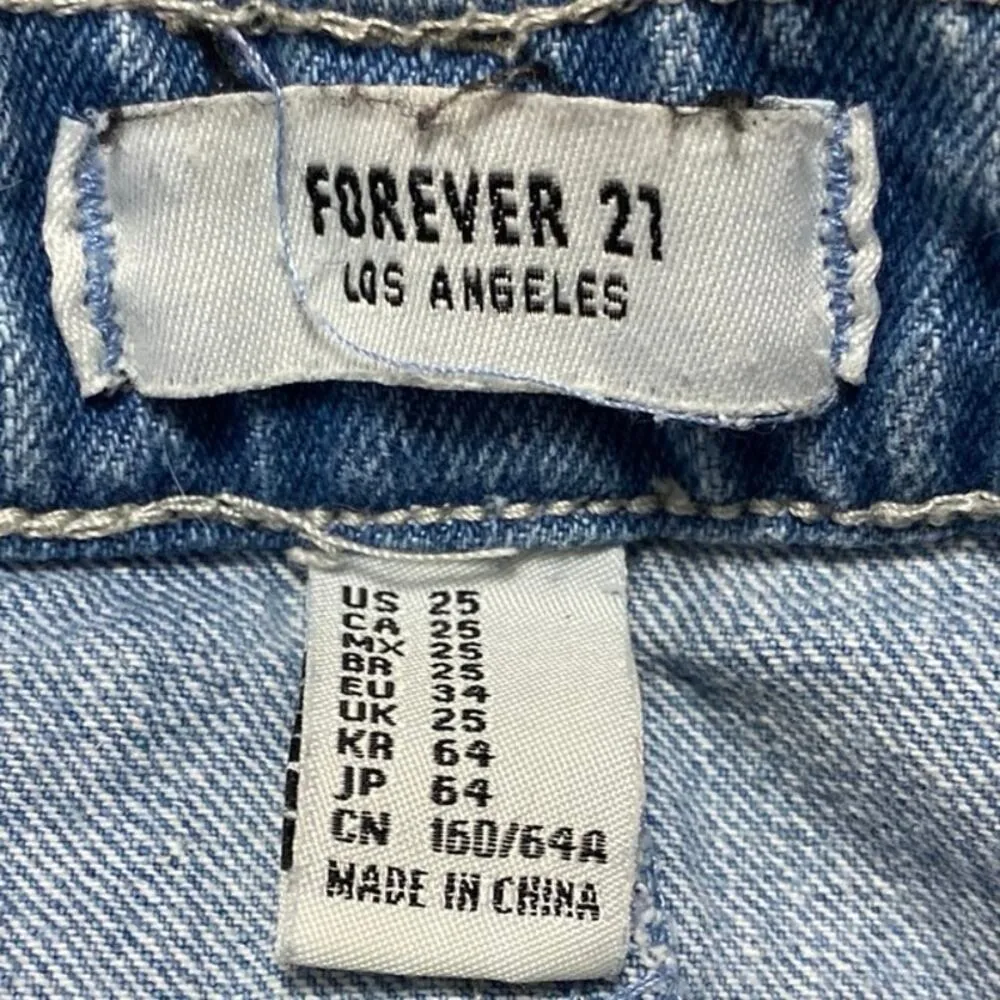 FOREVER 21
LOS ANGELES
US 25
CA 25
MX 25
BR 25
EU 34
UK 25
KR 64
JP 64
CN 160/64A
MADE IN CHINA